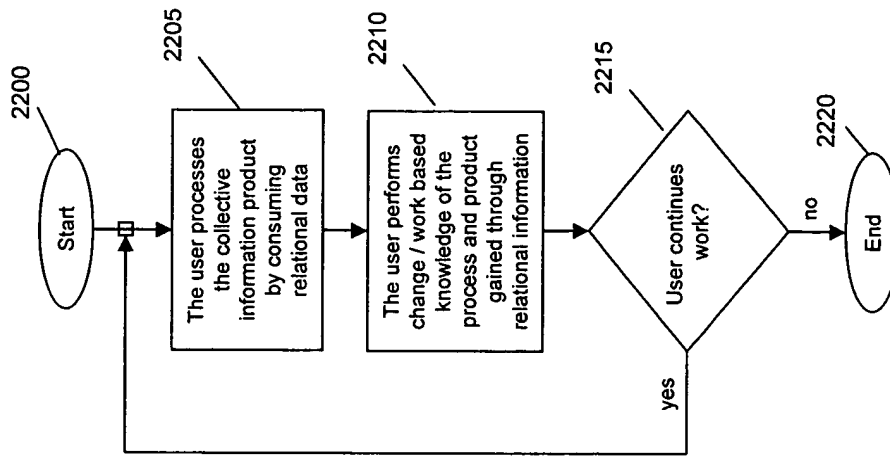 2200
Start
2205
The user processes
the collective
information product
by consuming
relational data
2210
The user performs
change / work based
knowledge of the
process and product
gained through
relational information
2215
User continues
work?
yes
no
2220
End